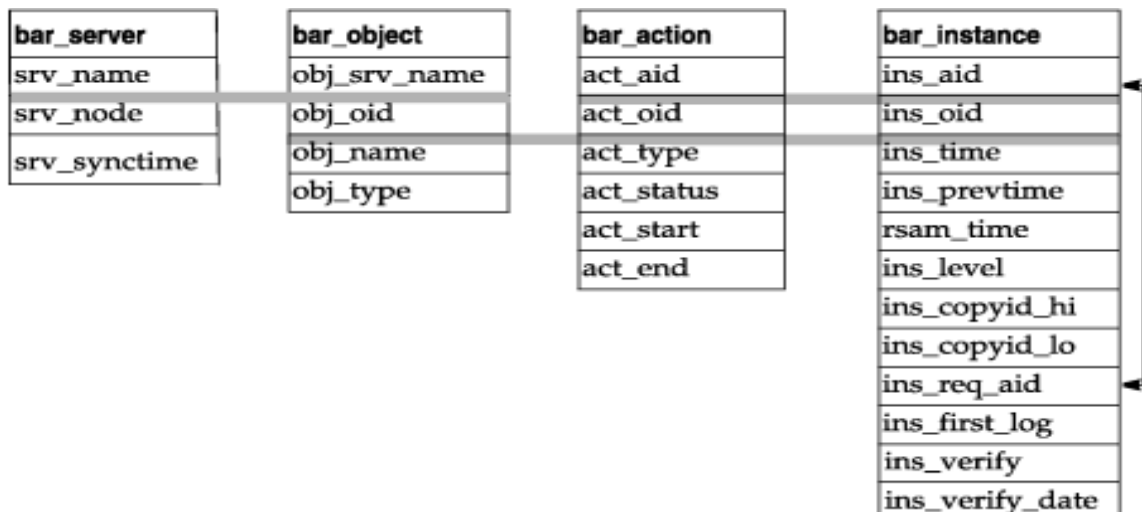 bar_server
srv_name
srv_node
srv_synctime
bar_object
obj_srv_name
obj_oid
obj_name
obj_type
bar_action
act_aid
act_oid
act_type
act_status
act_start
act_end
bar_instance
ins_aid
ins_oid
ins_time
ins_prevtime
rsam_time
ins_level
ins_copyid_hi
ins_copyid_lo
ins_req_aid
ins_first_log
ins_verify
ins_verify_date